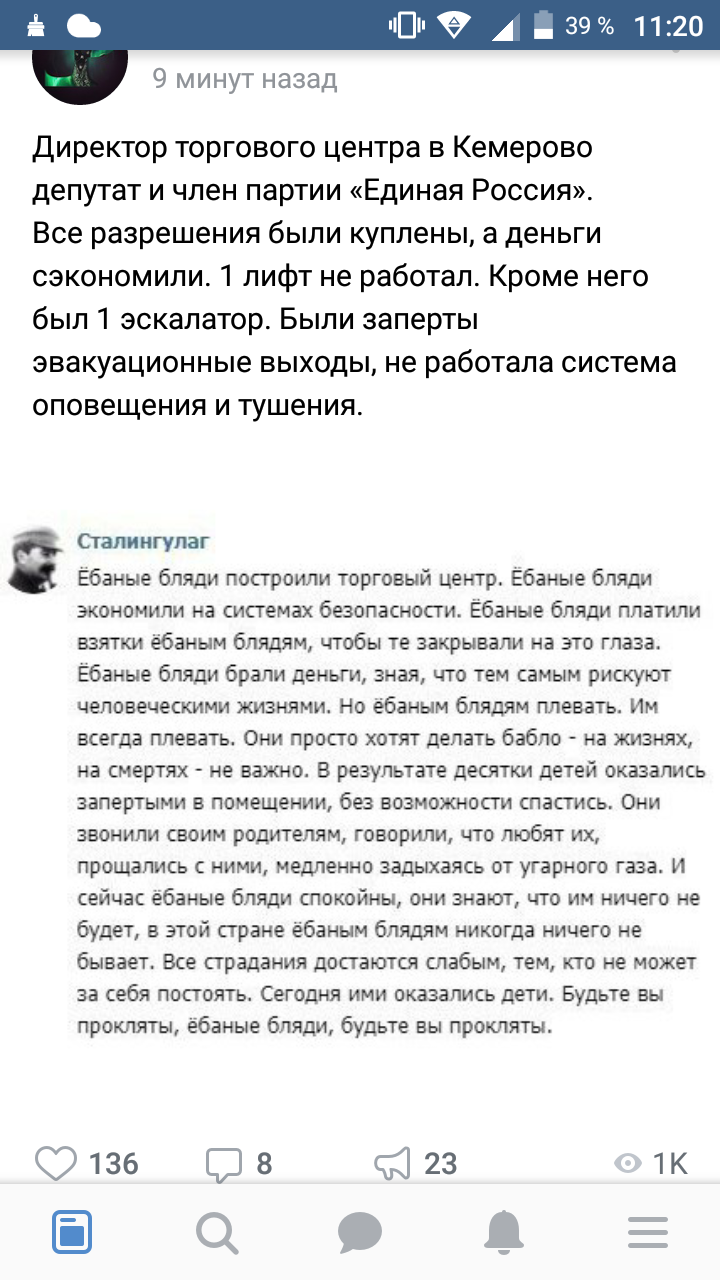 39 % 11:20
9 минут назад
Директор торгового центра в Кемерово
депутат и член партии «Единая Россия».
Все разрешения были куплены, а деньги
сэкономили. 1 лифт не работал. Кроме него
был 1 эскалатор. Были заперты
эвакуационные выходы, не работала система
оповещения и тушения.
Сталингулаг
Ёбаные бляди построили торговый центр. Ёбаные бляди
экономили на системах безопасности. Ёбаные бляди платили
взятки ёбаным блядям, чтобы те закрывали на это глаза.
Ёбаные бляди брали деньги, зная, что тем самым рискуют
человеческими жизнями. Но ёбаным блядям плевать. Им
всегда плевать. Они просто хотят делать бабло - на жизнях,
на смертях - не важно. В результате десятки детей оказались
запертыми в помещении, без возможности спастись. Они
звонили своим родителям, говорили, что любят их,
прощались с ними, медленно задыхаясь от угарного газа. И
сейчас ёбаные бляди спокойны, они знают, что им ничего не
будет, в этой стране ёбаным блядям никогда ничего не
бывает. Все страдания достаются слабым, тем, кто не может
за себя постоять. Сегодня ими оказались дети. Будьте вы
прокляты, ёбаные бляди, будьте вы прокляты.
136 8 23 1K